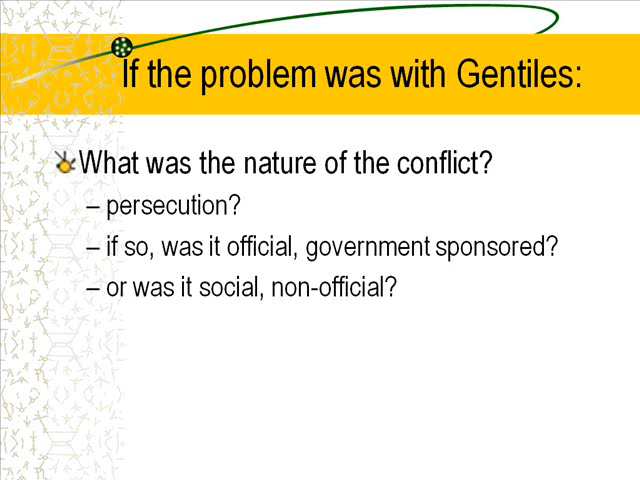 If the problem was with Gentiles:
What was the nature of the conflict?
– persecution?
– if so, was it official, government sponsored?
– or was it social, non-official?